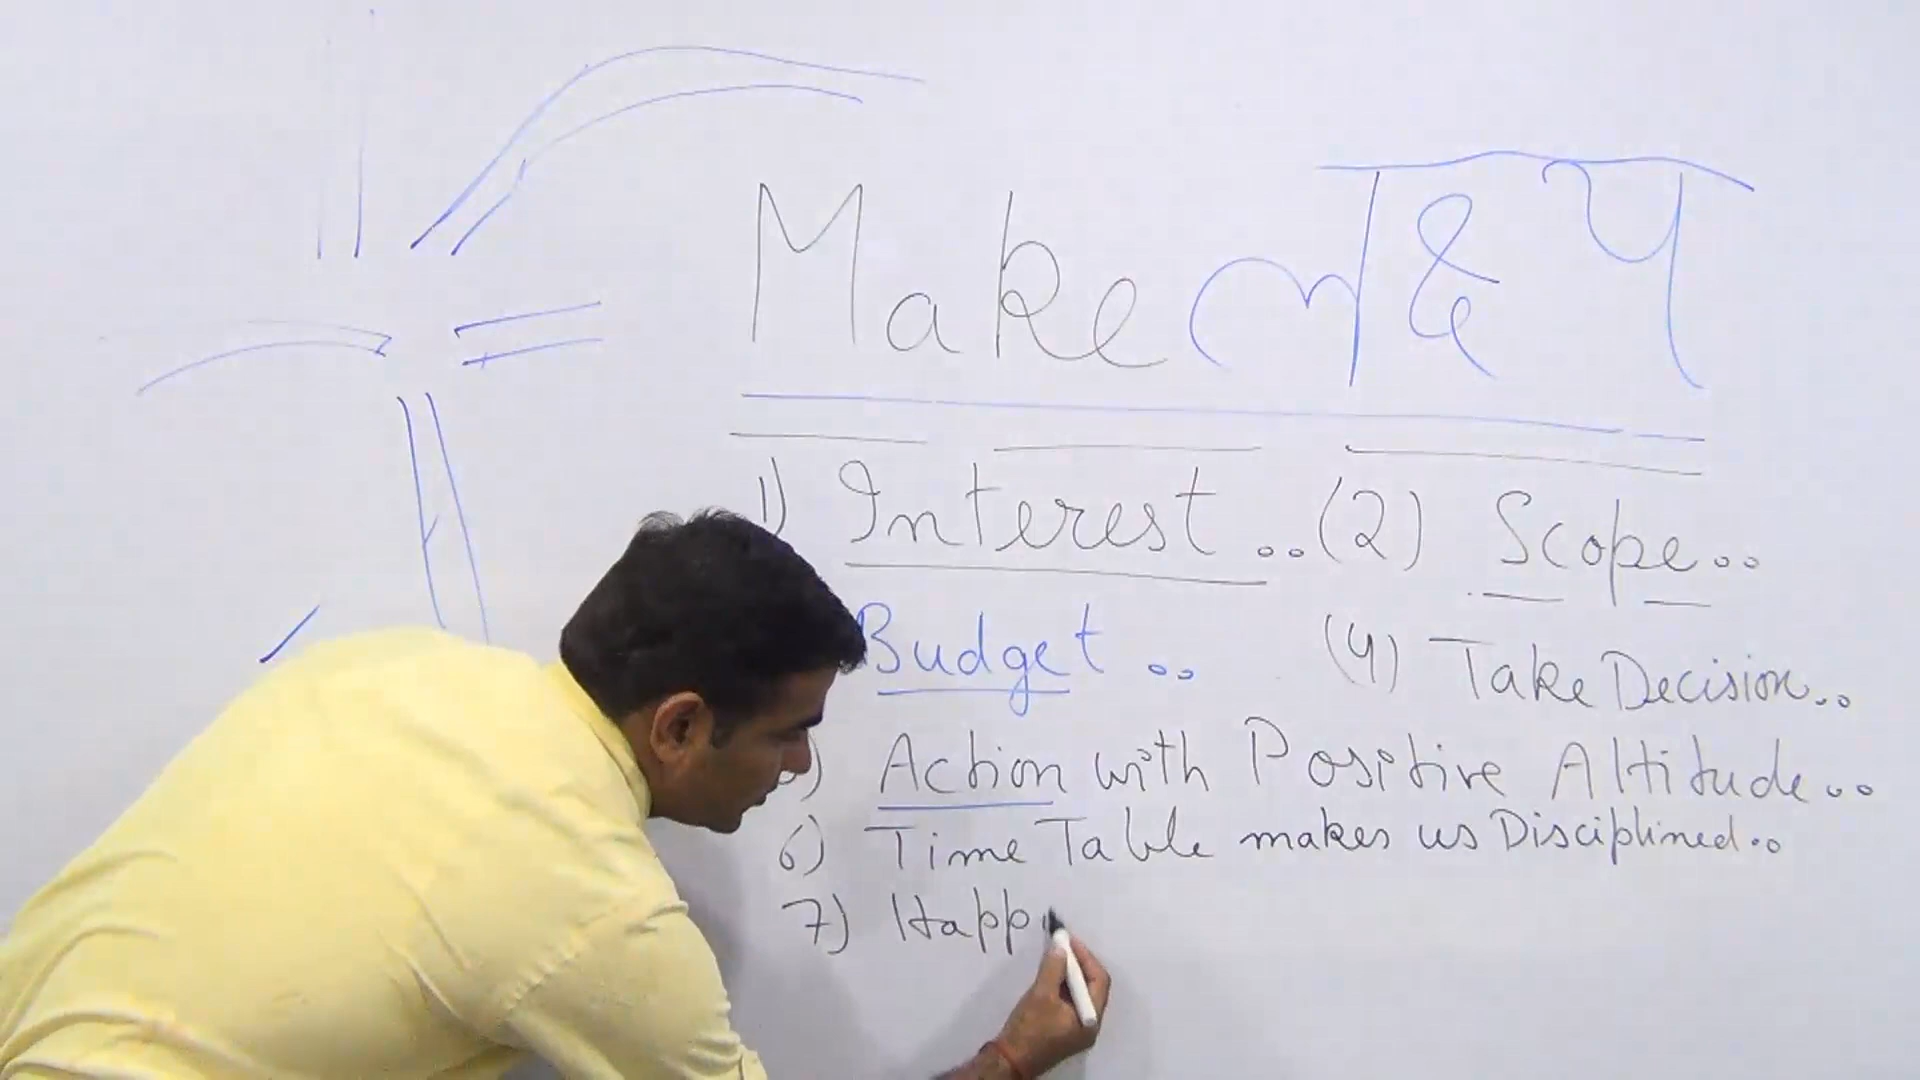 Make लक्ष्य
1) Interest .. (2) Scope..
Budget .. (4) Take Decision..
) Action with Positive Altitude..
6) Time Table makes us Disciplined..
7) Happ